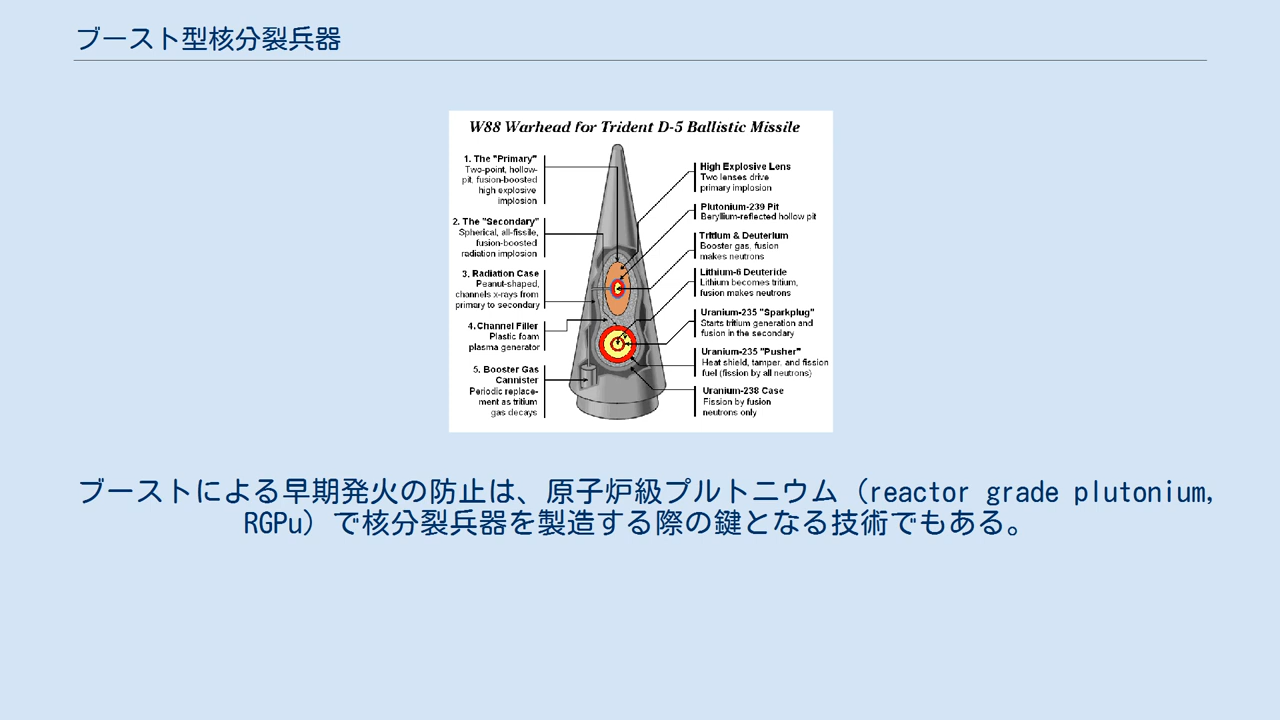 ブースト型核分裂兵器
W88 Warhead for Trident D-5 Ballistic Missile
1. The "Primary"
Two-point, hollow-
pit, fusion-boosted
high explosive
implosion
2. The "Secondary"
Spherical, all-fissile,
fusion-boosted
radiation implosion
3. Radiation Case
Peanut-shaped,
channels x-rays from
primary to secondary
4. Channel Filler
Plastic foam
plasma generator
5. Booster Gas
Cannister
Periodic replace-
ment as tritium
gas decays
High Explosive Lens
Two lenses drive
primary implosion
Plutonium-239 Pit
Beryllium-reflected hollow pit
Tritium & Deuterium
Booster gas, fusion
makes neutrons
Lithium-6 Deuteride
Lithium becomes tritium,
fusion makes neutrons
Uranium-235 "Sparkplug"
Starts tritium generation and
fusion in the secondary
Uranium-235 "Pusher"
Heat shield, tamper, and fission
fuel (fission by all neutrons)
Uranium-238 Case
Fission by fusion
neutrons only
ブーストによる早期発火の防止は、原子炉級プルトニウム（reactor grade plutonium,
RGPu）で核分裂兵器を製造する際の鍵となる技術でもある。